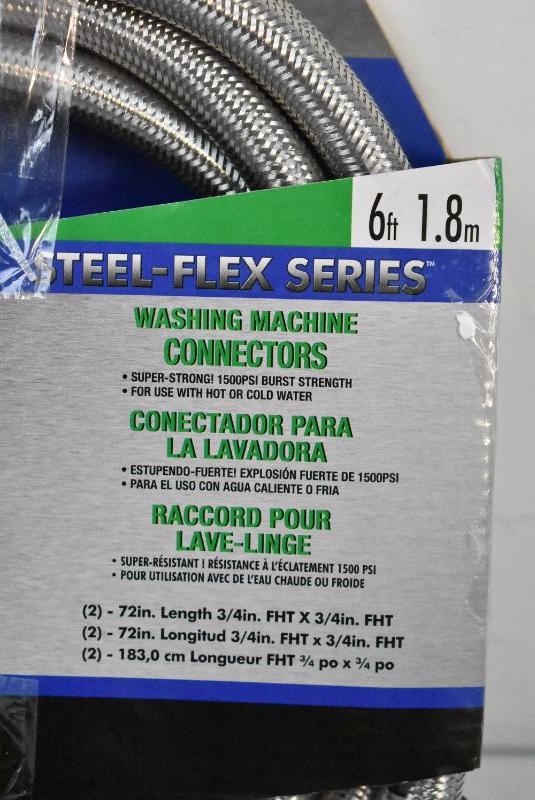 6ft 1.8m
STEEL-FLEX SERIES™
WASHING MACHINE
CONNECTORS
• SUPER-STRONG! 1500PSI BURST STRENGTH
• FOR USE WITH HOT OR COLD WATER
CONECTADOR PARA
LA LAVADORA
• ESTUPENDO-FUERTE! EXPLOSIÓN FUERTE DE 1500PSI
• PARA EL USO CON AGUA CALIENTE O FRIA
RACCORD POUR
LAVE-LINGE
• SUPER-RÉSISTANT ! RÉSISTANCE À L'ÉCLATEMENT 1500 PSI
• POUR UTILISATION AVEC DE L'EAU CHAUDE OU FROIDE
(2) - 72in. Length 3/4in. FHT X 3/4in. FHT
(2) - 72in. Longitud 3/4in. FHT x 3/4in. FHT
(2) - 183,0 cm Longueur FHT ¾ po x ¾ po